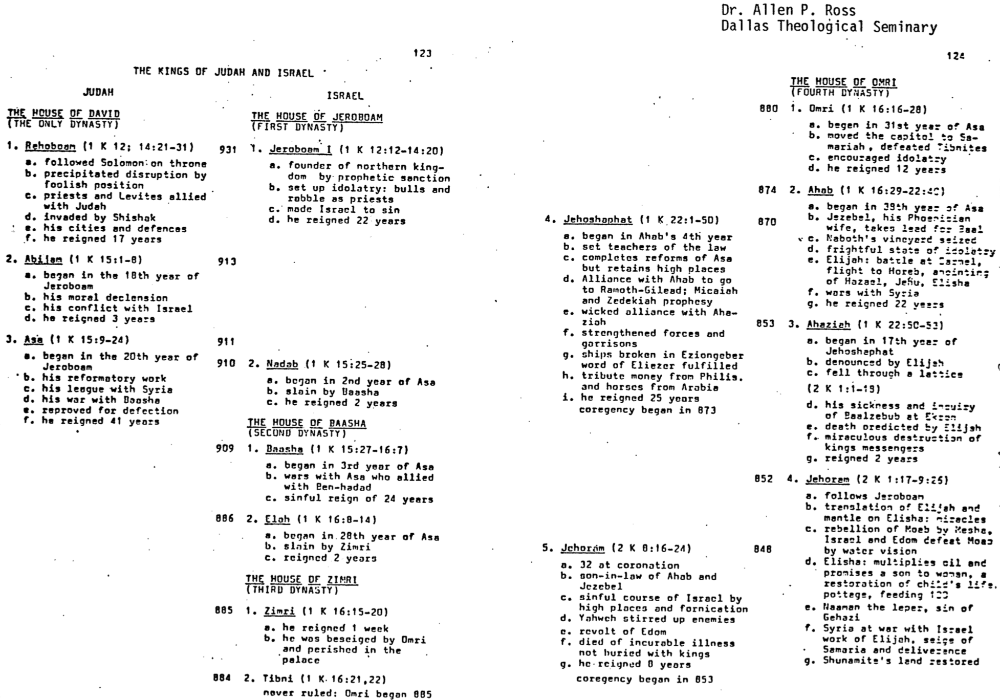 Dr. Allen P. Ross
Dallas Theological Seminary
123
THE KINGS OF JUDAH AND ISRAEL
JUDAH
THE HOUSE OF DAVID
(THE ONLY DYNASTY)
1. Rehoboam (1 K 12; 14:21-31)
a. followed Solomon on throne
b. precipitated disruption by
foolish position
c. priests and Levites allied
with Judah
d. invaded by Shishak
e. his cities and defences
f. he reigned 17 years
2. Abijam (1 K 15:1-8)
a. began in the 18th year of
Jeroboam
b. his moral declension
c. his conflict with Israel
d. he reigned 3 years
3. Asa (1 K 15:9-24)
a. began in the 20th year of
Jeroboam
b. his reformatory work
c. his league with Syria
d. his war with Baasha
e. reproved for defection
f. he reigned 41 years
ISRAEL
THE HOUSE OF JEROBOAM
(FIRST DYNASTY)
931 1. Jeroboam I (1 K 12:12-14:20)
a. founder of northern king-
dom by prophetic sanction
b. set up idolatry: bulls and
rabble as priests
c. made Israel to sin
d. he reigned 22 years
913
911
910 2. Nadab (1 K 15:25-28)
a. began in 2nd year of Asa
b. slain by Baasha
c. he reigned 2 years
THE HOUSE OF BAASHA
(SECOND DYNASTY)
909 1. Baasha (1 K 15:27-16:7)
a. began in 3rd year of Asa
b. wars with Asa who allied
with Ben-hadad
c. sinful reign of 24 years
886 2. Elah (1 K 16:8-14)
a. began in 28th year of Asa
b. slain by Zimri
c. reigned 2 years
THE HOUSE OF ZIMRI
(THIRD DYNASTY)
885 1. Zimri (1 K 16:15-20)
a. he reigned 1 week
b. he was beseiged by Omri
and perished in the
palace
884 2. Tibni (1 K 16:21,22)
never ruled: Omri began 885
124
4. Jehoshaphat (1 K 22:1-50)
a. began in Ahab's 4th year
b. set teachers of the law
c. completes reforms of Asa
but retains high places
d. Alliance with Ahab to go
to Ramoth-Gilead; Micaiah
and Zedekiah prophesy
e. wicked alliance with Aha-
ziah
f. strengthened forces and
garrisons
g. ships broken in Eziongeber
word of Eliezer fulfilled
h. tribute money from Philis.
and horses from Arabia
i. he reigned 25 years
coregency began in 873
5. Jehoram (2 K 8:16-24)
a. 32 at coronation
b. son-in-law of Ahab and
Jezebel
c. sinful course of Israel by
high places and fornication
d. Yahweh stirred up enemies
e. revolt of Edom
f. died of incurable illness
not buried with kings
g. he reigned 8 years
coregency began in 853
THE HOUSE OF OMRI
(FOURTH DYNASTY)
880 1. Omri (1 K 16:16-28)
a. began in 31st year of Asa
b. moved the capitol to Sa-
mariah, defeated Tibnites
c. encouraged idolatry
d. he reigned 12 years
874 2. Ahab (1 K 16:29-22:40)
a. began in 38th year of Asa
b. Jezebel, his Phoenician
wife, takes lead for Baal
870
c. Naboth's vineyard seized
d. frightful state of idolatry
e. Elijah: battle at Carmel,
flight to Horeb, anointing
of Hazael, Jehu, Elisha
f. wars with Syria
g. he reigned 22 years
853 3. Ahaziah (1 K 22:50-53)
a. began in 17th year of
Jehoshaphat
b. denounced by Elijah
c. fell through a lattice
(2 K 1:1-18)
d. his sickness and inquiry
of Baalzebub at Ekron
e. death predicted by Elijah
f. miraculous destruction of
kings messengers
g. reigned 2 years
852 4. Jehoram (2 K 1:17-9:26)
a. follows Jeroboam
b. translation of Elijah and
mantle on Elisha: miracles
c. rebellion of Moab by Mesha,
Israel and Edom defeat Moab
by water vision
848
d. Elisha: multiplies oil and
promises a son to woman, a
restoration of child's life,
pottage, feeding 100
e. Naaman the leper, sin of
Gehazi
f. Syria at war with Israel
work of Elijah, seige of
Samaria and deliverence
g. Shunamite's land restored